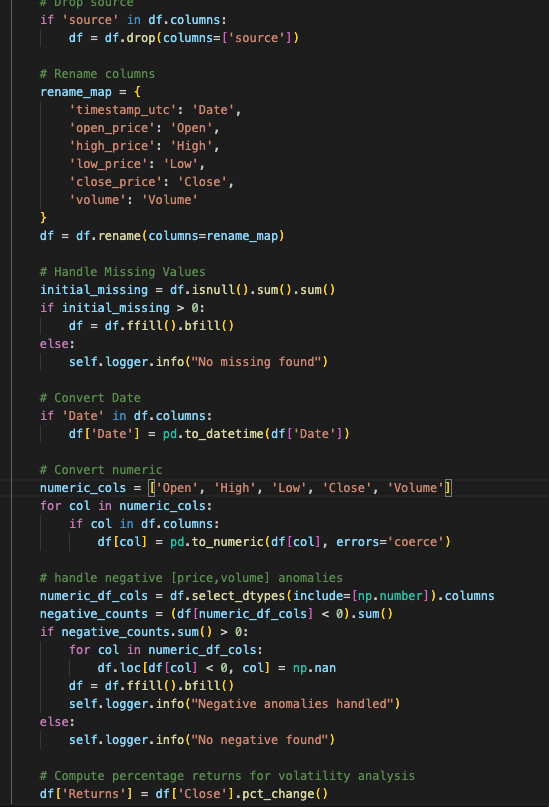 # Drop source
if 'source' in df.columns:
    df = df.drop(columns=['source'])

# Rename columns
rename_map = {
    'timestamp_utc': 'Date',
    'open_price': 'Open',
    'high_price': 'High',
    'low_price': 'Low',
    'close_price': 'Close',
    'volume': 'Volume'
}
df = df.rename(columns=rename_map)

# Handle Missing Values
initial_missing = df.isnull().sum().sum()
if initial_missing > 0:
    df = df.ffill().bfill()
else:
    self.logger.info("No missing found")

# Convert Date
if 'Date' in df.columns:
    df['Date'] = pd.to_datetime(df['Date'])

# Convert numeric
numeric_cols = ['Open', 'High', 'Low', 'Close', 'Volume']
for col in numeric_cols:
    if col in df.columns:
        df[col] = pd.to_numeric(df[col], errors='coerce')

# handle negative [price,volume] anomalies
numeric_df_cols = df.select_dtypes(include=[np.number]).columns
negative_counts = (df[numeric_df_cols] < 0).sum()
if negative_counts.sum() > 0:
    for col in numeric_df_cols:
        df.loc[df[col] < 0, col] = np.nan
    df = df.ffill().bfill()
    self.logger.info("Negative anomalies handled")
else:
    self.logger.info("No negative found")

# Compute percentage returns for volatility analysis
df['Returns'] = df['Close'].pct_change()